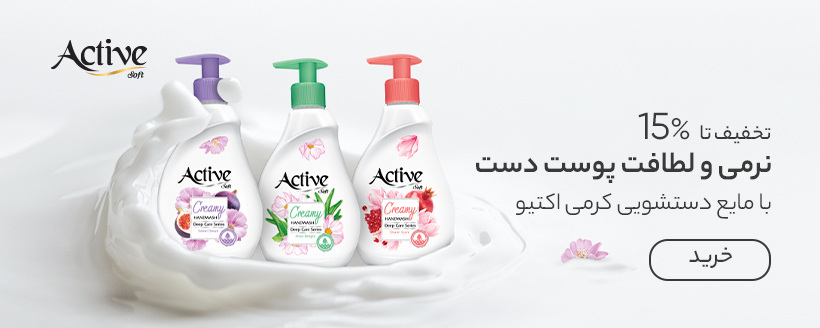 Active
Soft
تخفیف تا 15%
نرمی و لطافت پوست دست
با مایع دستشویی کرمی اکتیو
خرید
Active
Soft
Creamy
HANDWASH
Deep Care Series
Active
Soft
Creamy
HANDWASH
Deep Care Series
Active
Soft
Creamy
HANDWASH
Deep Care Series